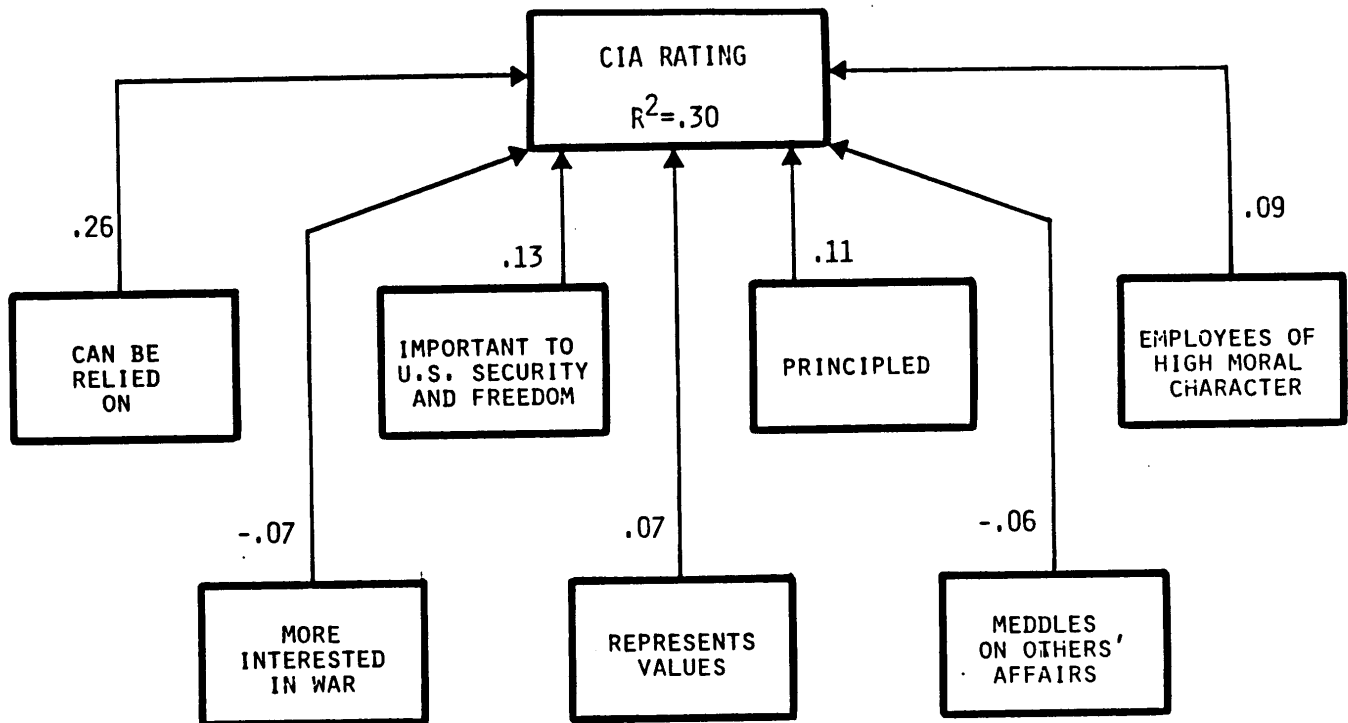 CIA RATING
R²=.30
.26
.13
.11
.09
CAN BE
RELIED
ON
IMPORTANT TO
U.S. SECURITY
AND FREEDOM
PRINCIPLED
EMPLOYEES OF
HIGH MORAL
CHARACTER
-.07
.07
-.06
MORE
INTERESTED
IN WAR
REPRESENTS
VALUES
MEDDLES
ON OTHERS'
AFFAIRS